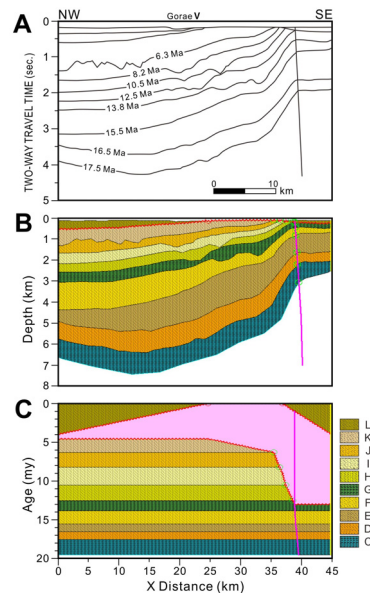 NW
Gorae V
SE
A
TWO-WAY TRAVEL TIME (sec.)
0
1
2
3
4
5
6.3 Ma
8.2 Ma
10.5 Ma
12.5 Ma
13.8 Ma
15.5 Ma
16.5 Ma
17.5 Ma
0 10
km
B
Depth (km)
0
1
2
3
4
5
6
7
8
C
Age (my)
0
5
10
15
20
0 5 10 15 20 25 30 35 40 45
X Distance (km)
L
K
J
I
H
G
F
E
D
C